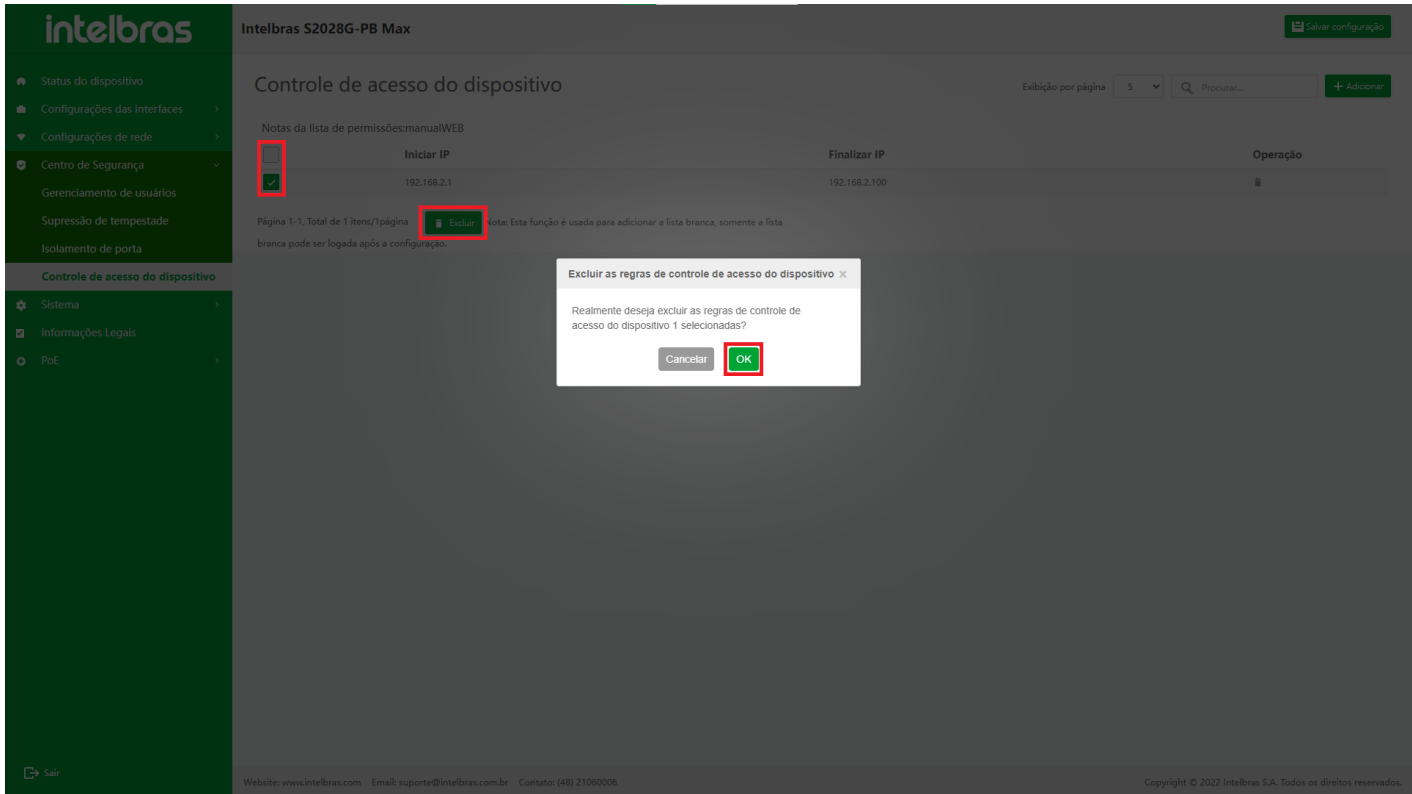 intelbras
Intelbras S2028G-PB Max
Salvar configuração
Status do dispositivo
Configurações das interfaces
Configurações de rede
Centro de Segurança
Gerenciamento de usuários
Supressão de tempestade
Isolamento de porta
Controle de acesso do dispositivo
Sistema
Informações Legais
PoE
Sair
Controle de acesso do dispositivo
Exibição por página 5 Procurar... Adicionar
Notas da lista de permissões:manualWEB
Iniciar IP Finalizar IP Operação
192.168.2.1 192.168.2.100
Página 1-1, Total de 1 itens/1página Excluir Nota: Esta função é usada para adicionar a lista branca, somente a lista
branca pode ser logada após a configuração.
Excluir as regras de controle de acesso do dispositivo ×
Realmente deseja excluir as regras de controle de
acesso do dispositivo 1 selecionadas?
Cancelar OK
Website: www.intelbras.com Email: suporte@intelbras.com.br Contato: (48) 21060006 Copyright © 2022 Intelbras S.A. Todos os direitos reservados.